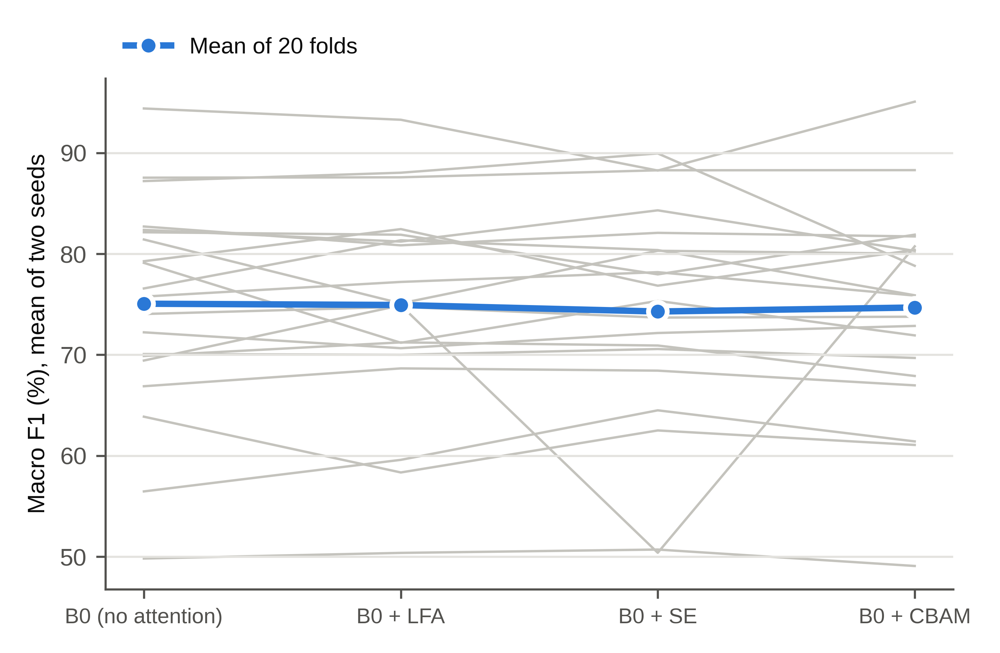 Mean of 20 folds
Macro F1 (%), mean of two seeds
90
80
70
60
50
B0 (no attention)
B0 + LFA
B0 + SE
B0 + CBAM